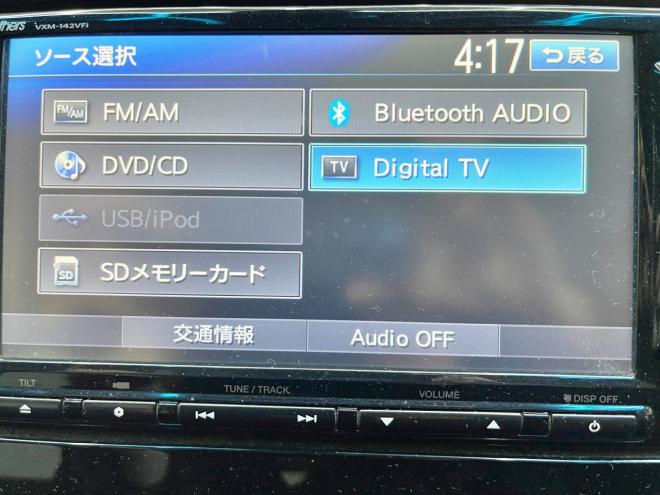 VXM-142VFi
ソース選択 4:17 戻る
FM/AM FM/AM Bluetooth AUDIO
DVD/CD TV Digital TV
USB/iPod
SD SDメモリーカード
交通情報 Audio OFF
TILT TUNE / TRACK VOLUME DISP OFF